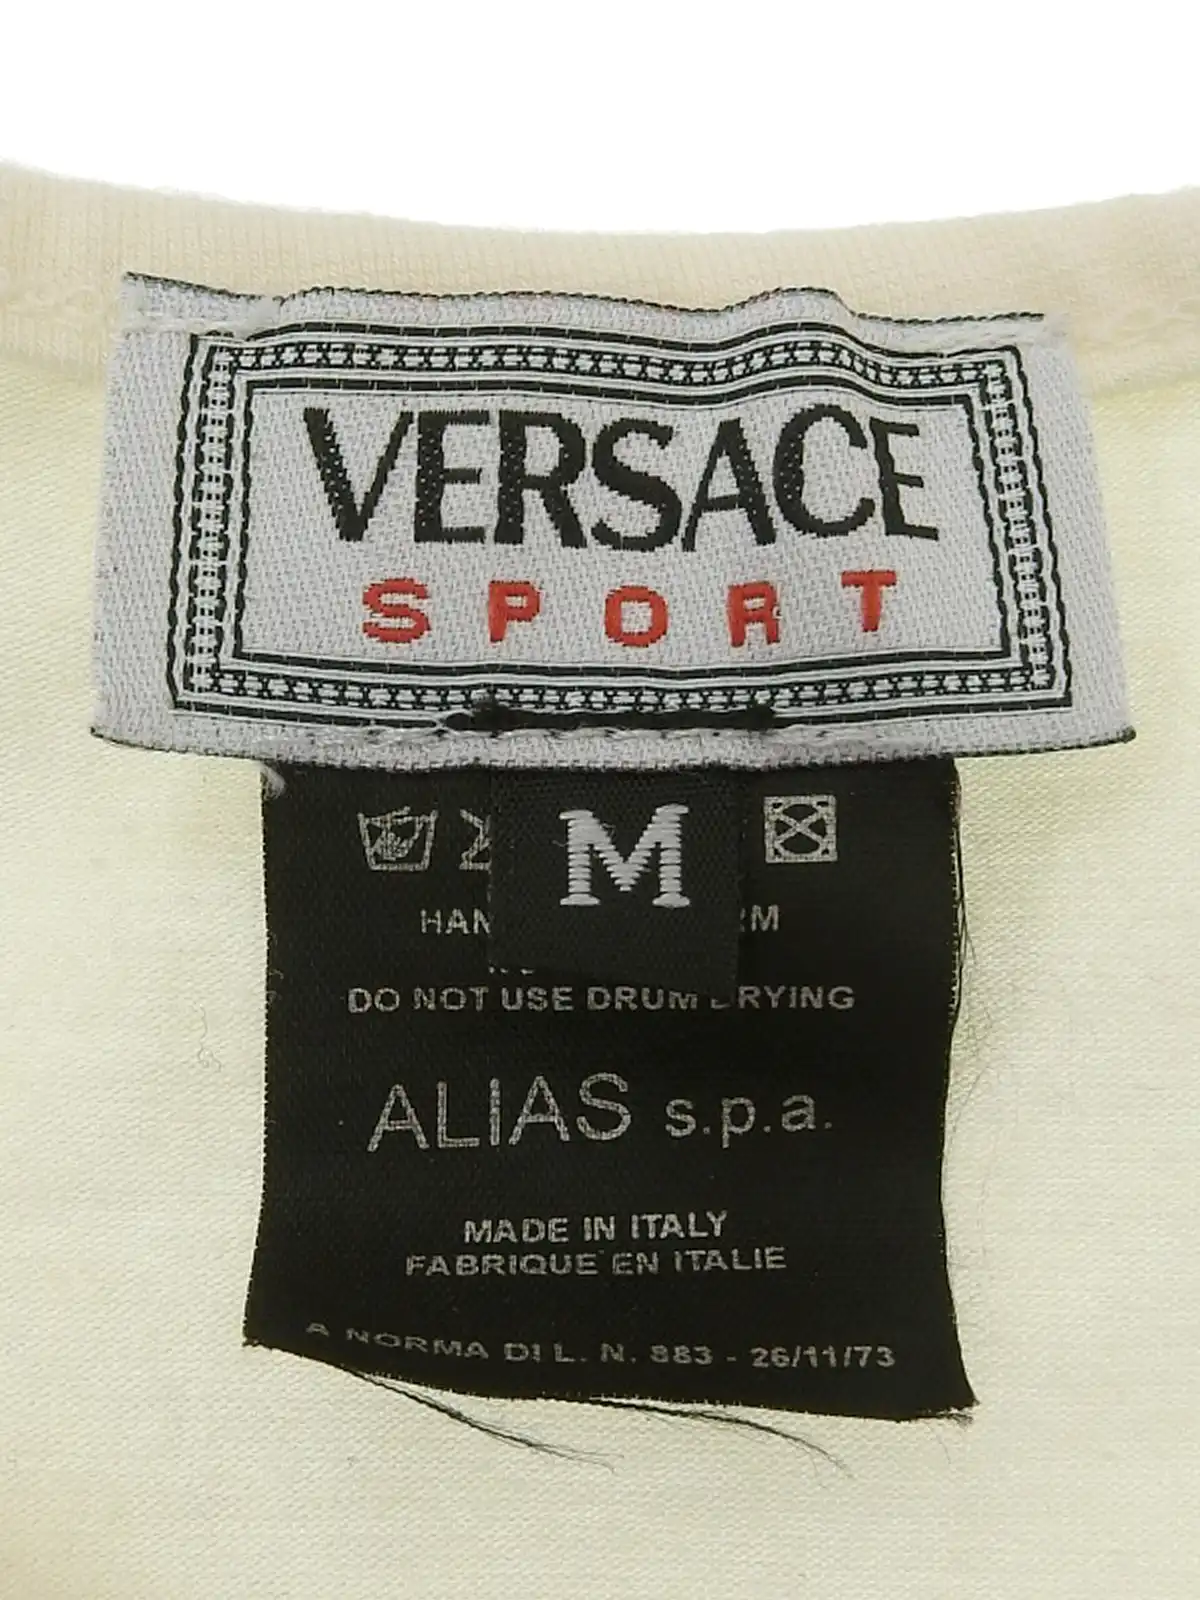 VERSACE
SPORT
M
DO NOT USE DRUM DRYING
ALIAS s.p.a.
MADE IN ITALY
FABRIQUE EN ITALIE
A NORMA DI L. N. 883 - 26/11/73